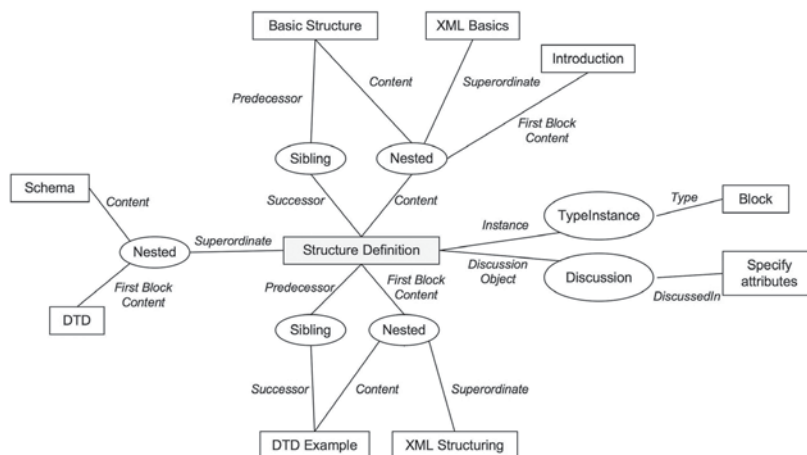 Basic Structure
XML Basics
Introduction
Content
Superordinate
Predecessor
First Block
Content
Sibling
Nested
Schema
Content
Successor
Content
Type
Block
TypeInstance
Instance
Nested
Superordinate
Structure Definition
Discussion
Object
Discussion
Specify
attributes
DiscussedIn
First Block
Content
DTD
Predecessor
First Block
Content
Sibling
Nested
Successor
Content
Superordinate
DTD Example
XML Structuring